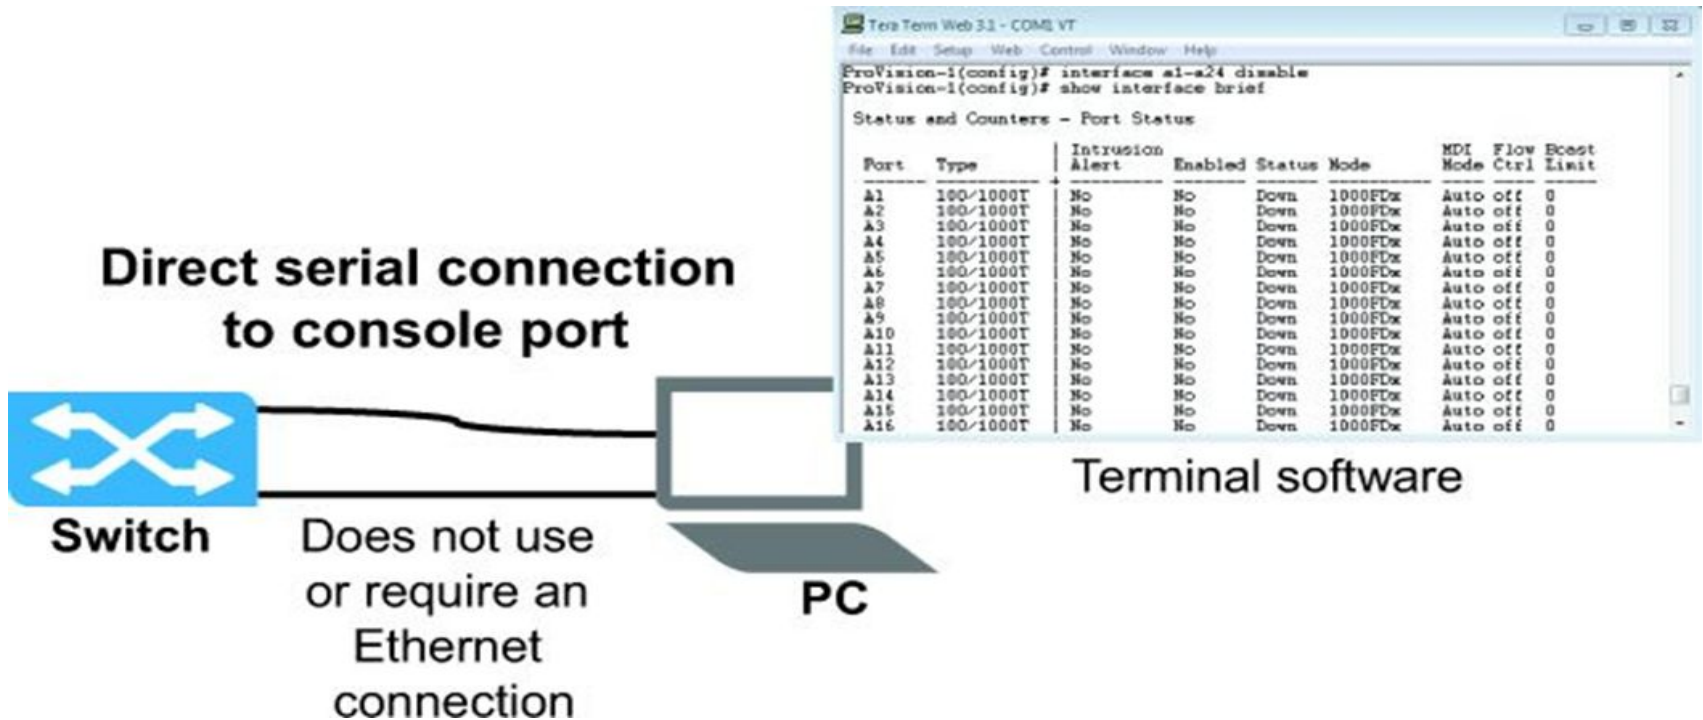 Tera Term Web 3.1 - COM1 VT
File Edit Setup Web Control Window Help
ProVision-1(config)# interface a1-a24 disable
ProVision-1(config)# show interface brief
Status and Counters - Port Status
| Intrusion MDI Flow Bcast
Port Type | Alert Enabled Status Mode Mode Ctrl Limit
------ ---------- + --------- ------- ------ ---------- ---- ---- -----
A1 100/1000T | No No Down 1000FDx Auto off 0
A2 100/1000T | No No Down 1000FDx Auto off 0
A3 100/1000T | No No Down 1000FDx Auto off 0
A4 100/1000T | No No Down 1000FDx Auto off 0
A5 100/1000T | No No Down 1000FDx Auto off 0
A6 100/1000T | No No Down 1000FDx Auto off 0
A7 100/1000T | No No Down 1000FDx Auto off 0
A8 100/1000T | No No Down 1000FDx Auto off 0
A9 100/1000T | No No Down 1000FDx Auto off 0
A10 100/1000T | No No Down 1000FDx Auto off 0
A11 100/1000T | No No Down 1000FDx Auto off 0
A12 100/1000T | No No Down 1000FDx Auto off 0
A13 100/1000T | No No Down 1000FDx Auto off 0
A14 100/1000T | No No Down 1000FDx Auto off 0
A15 100/1000T | No No Down 1000FDx Auto off 0
A16 100/1000T | No No Down 1000FDx Auto off 0
Direct serial connection
to console port
Terminal software
Switch
Does not use
or require an
Ethernet
connection
PC